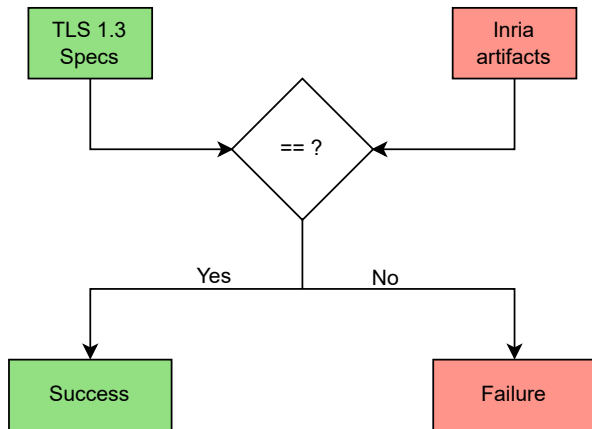 TLS 1.3
Specs
Inria
artifacts
== ?
Yes
No
Success
Failure